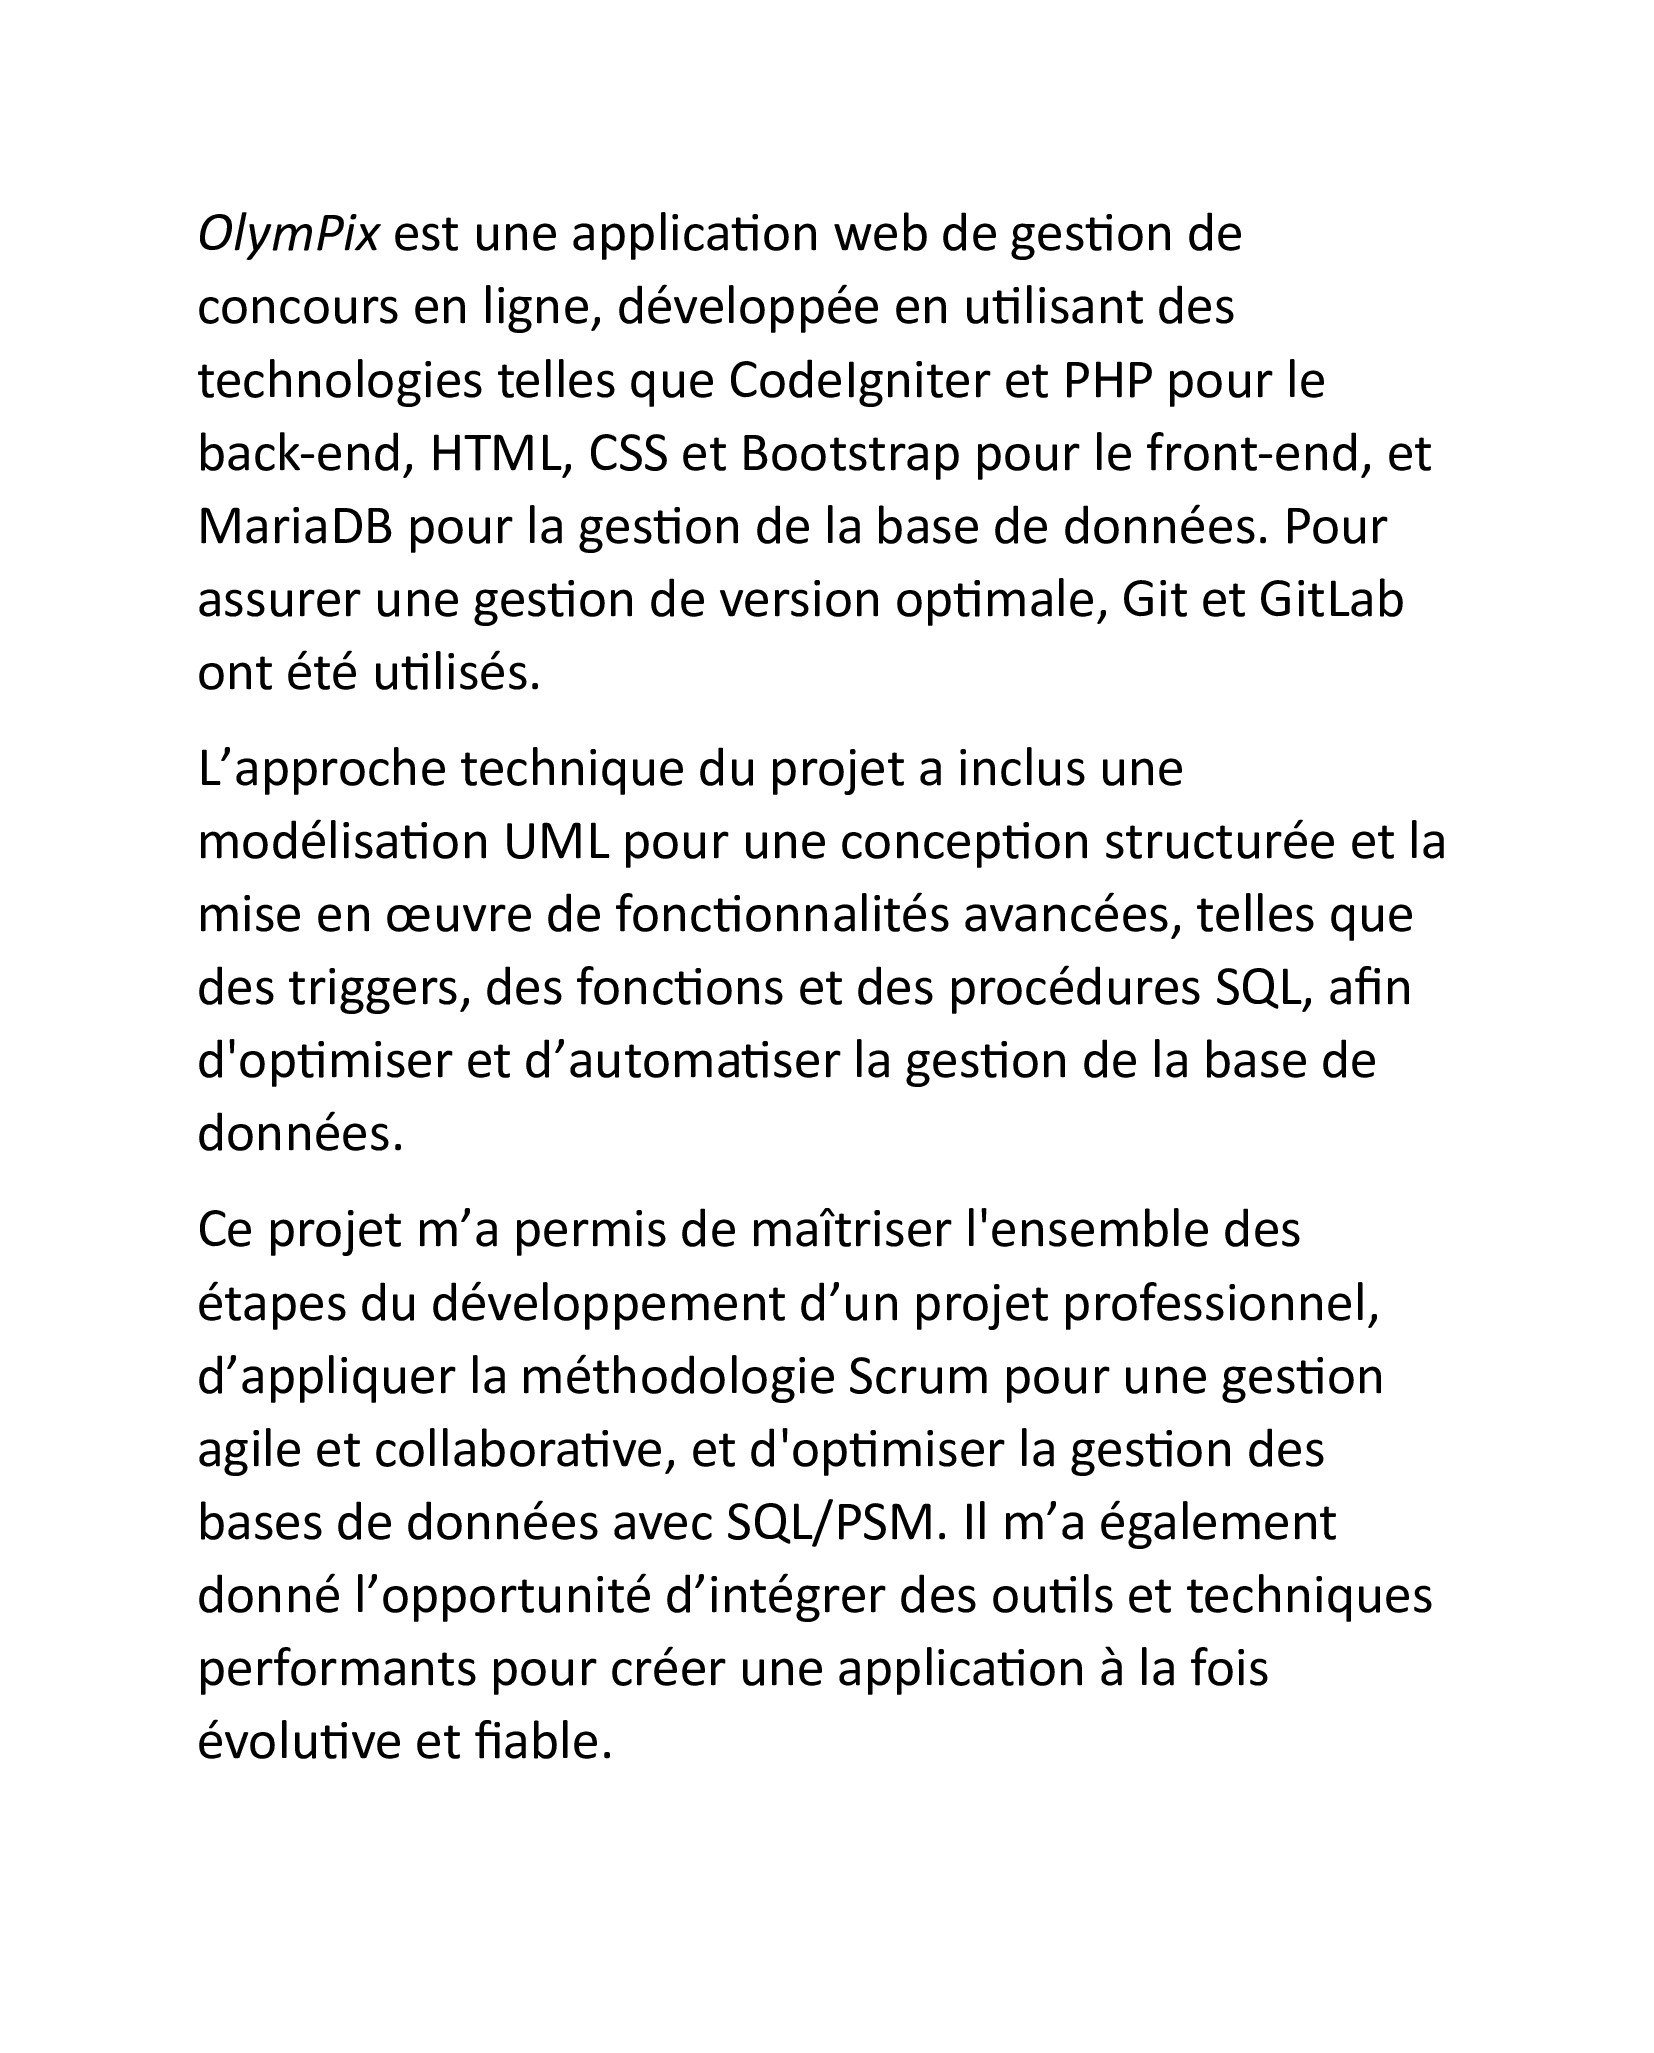 OlymPix est une application web de gestion de
concours en ligne, développée en utilisant des
technologies telles que CodeIgniter et PHP pour le
back-end, HTML, CSS et Bootstrap pour le front-end, et
MariaDB pour la gestion de la base de données. Pour
assurer une gestion de version optimale, Git et GitLab
ont été utilisés.
L’approche technique du projet a inclus une
modélisation UML pour une conception structurée et la
mise en œuvre de fonctionnalités avancées, telles que
des triggers, des fonctions et des procédures SQL, afin
d'optimiser et d’automatiser la gestion de la base de
données.
Ce projet m’a permis de maîtriser l'ensemble des
étapes du développement d’un projet professionnel,
d’appliquer la méthodologie Scrum pour une gestion
agile et collaborative, et d'optimiser la gestion des
bases de données avec SQL/PSM. Il m’a également
donné l’opportunité d’intégrer des outils et techniques
performants pour créer une application à la fois
évolutive et fiable.